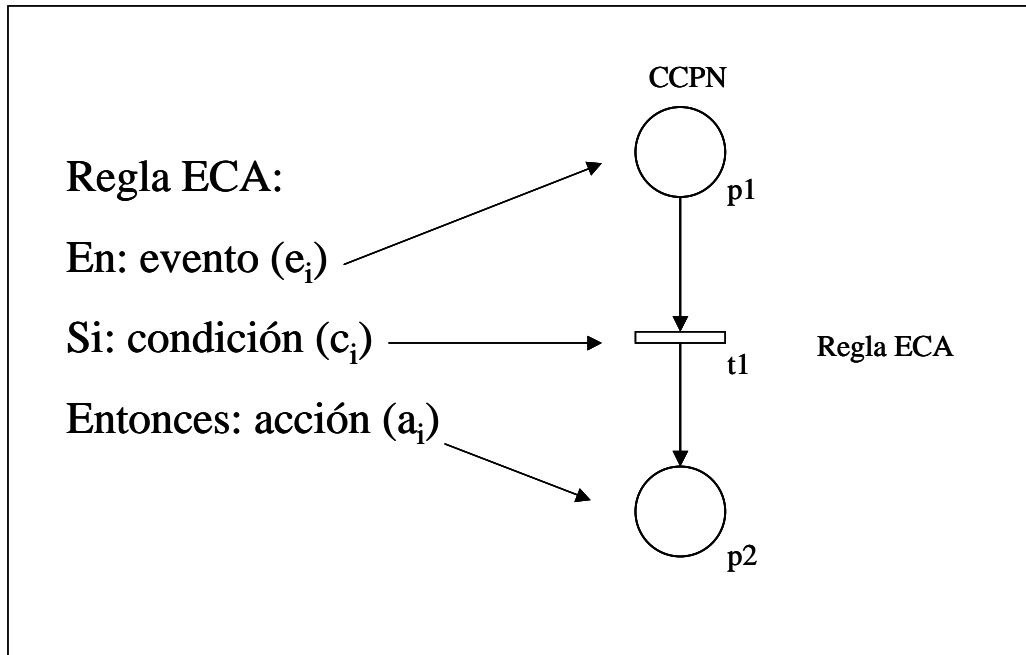 CCPN
Regla ECA:
p1
En: evento (ei)
Si: condición (ci)
Regla ECA
t1
Entonces: acción (ai)
p2